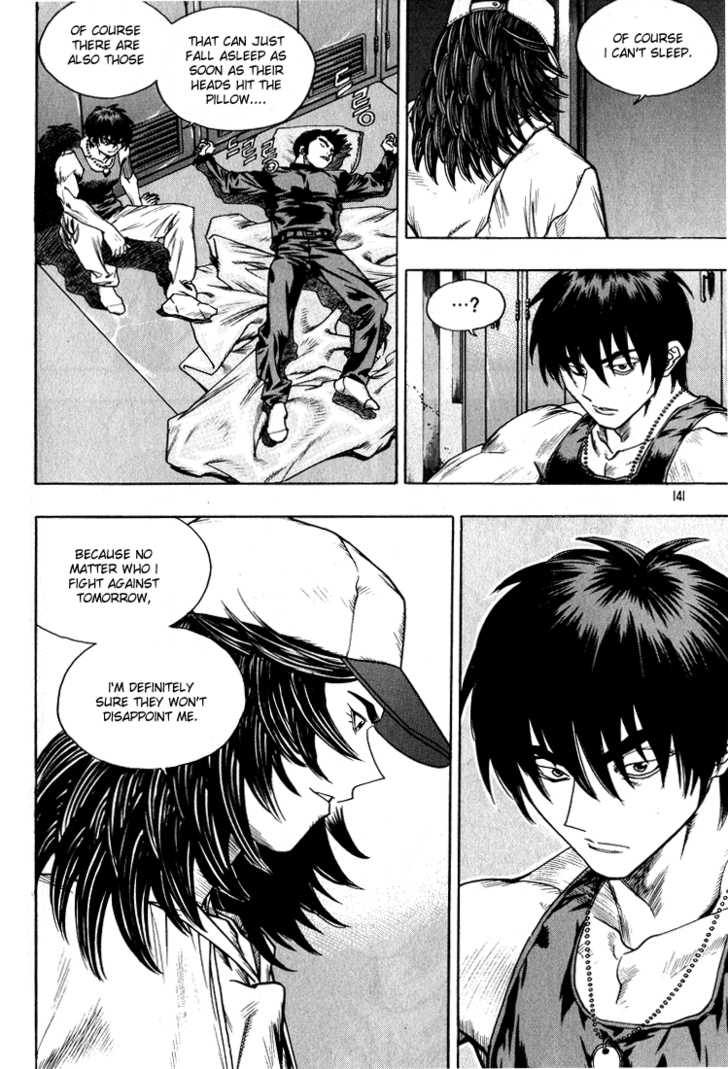 OF COURSE
THERE ARE
ALSO THOSE
THAT CAN JUST
FALL ASLEEP AS
SOON AS THEIR
HEADS HIT THE
PILLOW....
OF COURSE
I CAN'T SLEEP.
...?
141
BECAUSE NO
MATTER WHO I
FIGHT AGAINST
TOMORROW,
I'M DEFINITELY
SURE THEY WON'T
DISAPPOINT ME.